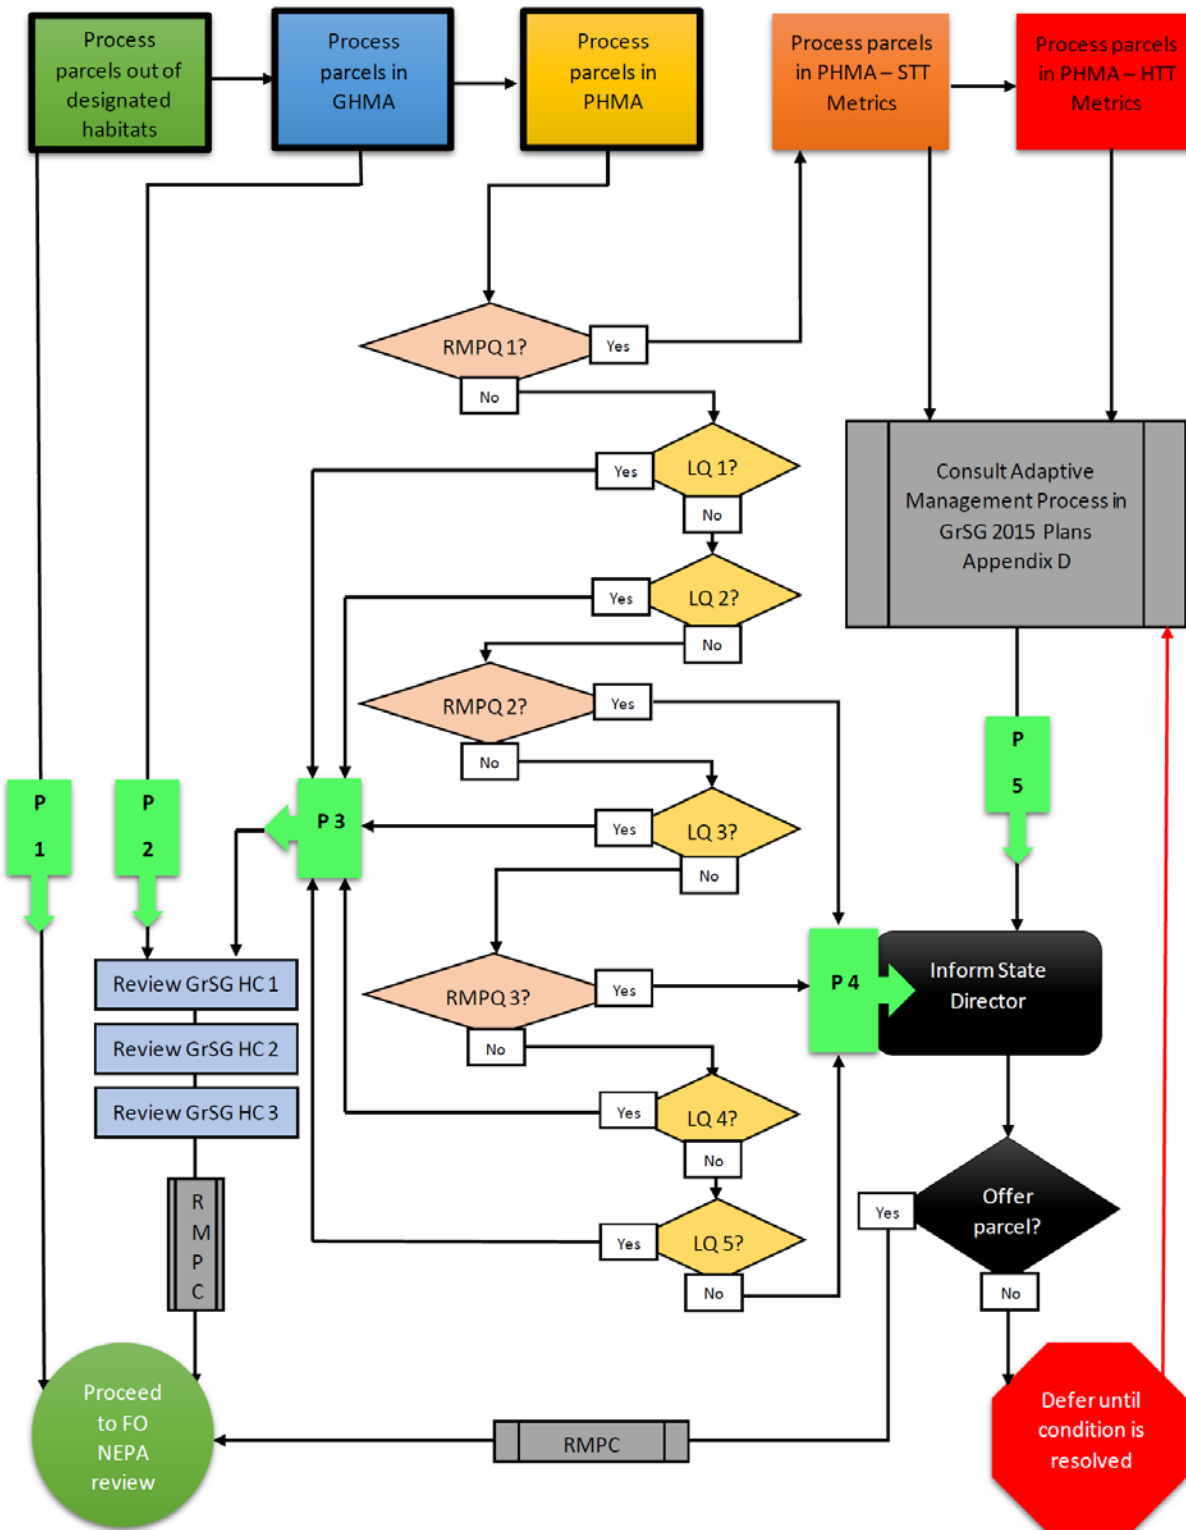 Process
parcels out of
designated
habitats
Process
parcels in
GHMA
Process
parcels in
PHMA
Process parcels
in PHMA – STT
Metrics
Process parcels
in PHMA – HTT
Metrics
RMPQ 1?
Yes
No
LQ 1?
Yes
No
Consult Adaptive
Management Process in
GrSG 2015 Plans
Appendix D
LQ 2?
Yes
No
RMPQ 2?
Yes
No
P
1
P
2
P 3
LQ 3?
Yes
No
P
5
RMPQ 3?
Yes
No
P 4
Inform State
Director
Review GrSG HC 1
Review GrSG HC 2
Review GrSG HC 3
LQ 4?
Yes
No
R
M
P
C
LQ 5?
Yes
No
Offer
parcel?
Yes
No
Proceed
to FO
NEPA
review
RMPC
Defer until
condition is
resolved